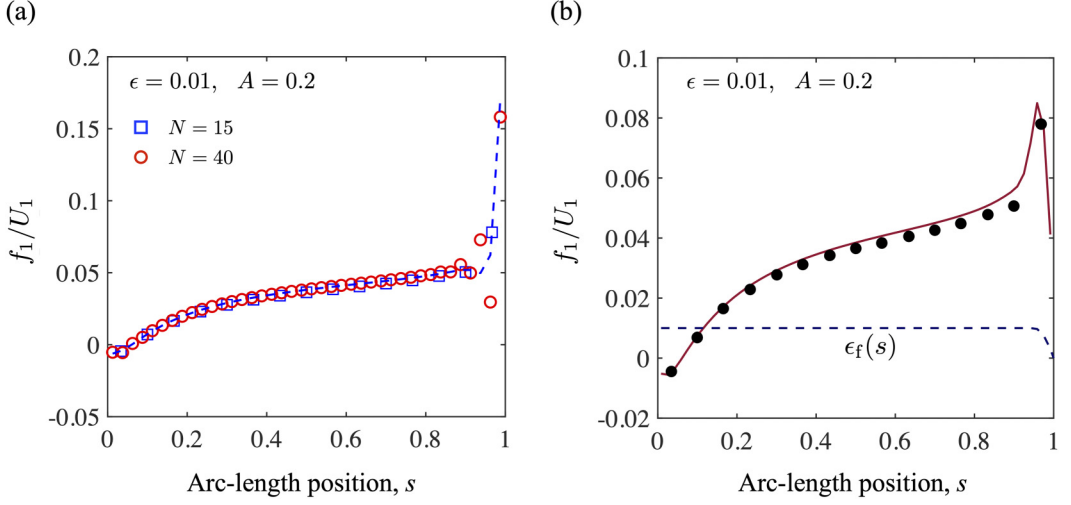 (a)
ϵ = 0.01, A = 0.2
N = 15
N = 40
f₁/U₁
0.2
0.15
0.1
0.05
0
-0.05
0 0.2 0.4 0.6 0.8 1
Arc-length position, s
(b)
ϵ = 0.01, A = 0.2
ϵ_f(s)
f₁/U₁
0.1
0.08
0.06
0.04
0.02
0
-0.02
0 0.2 0.4 0.6 0.8 1
Arc-length position, s